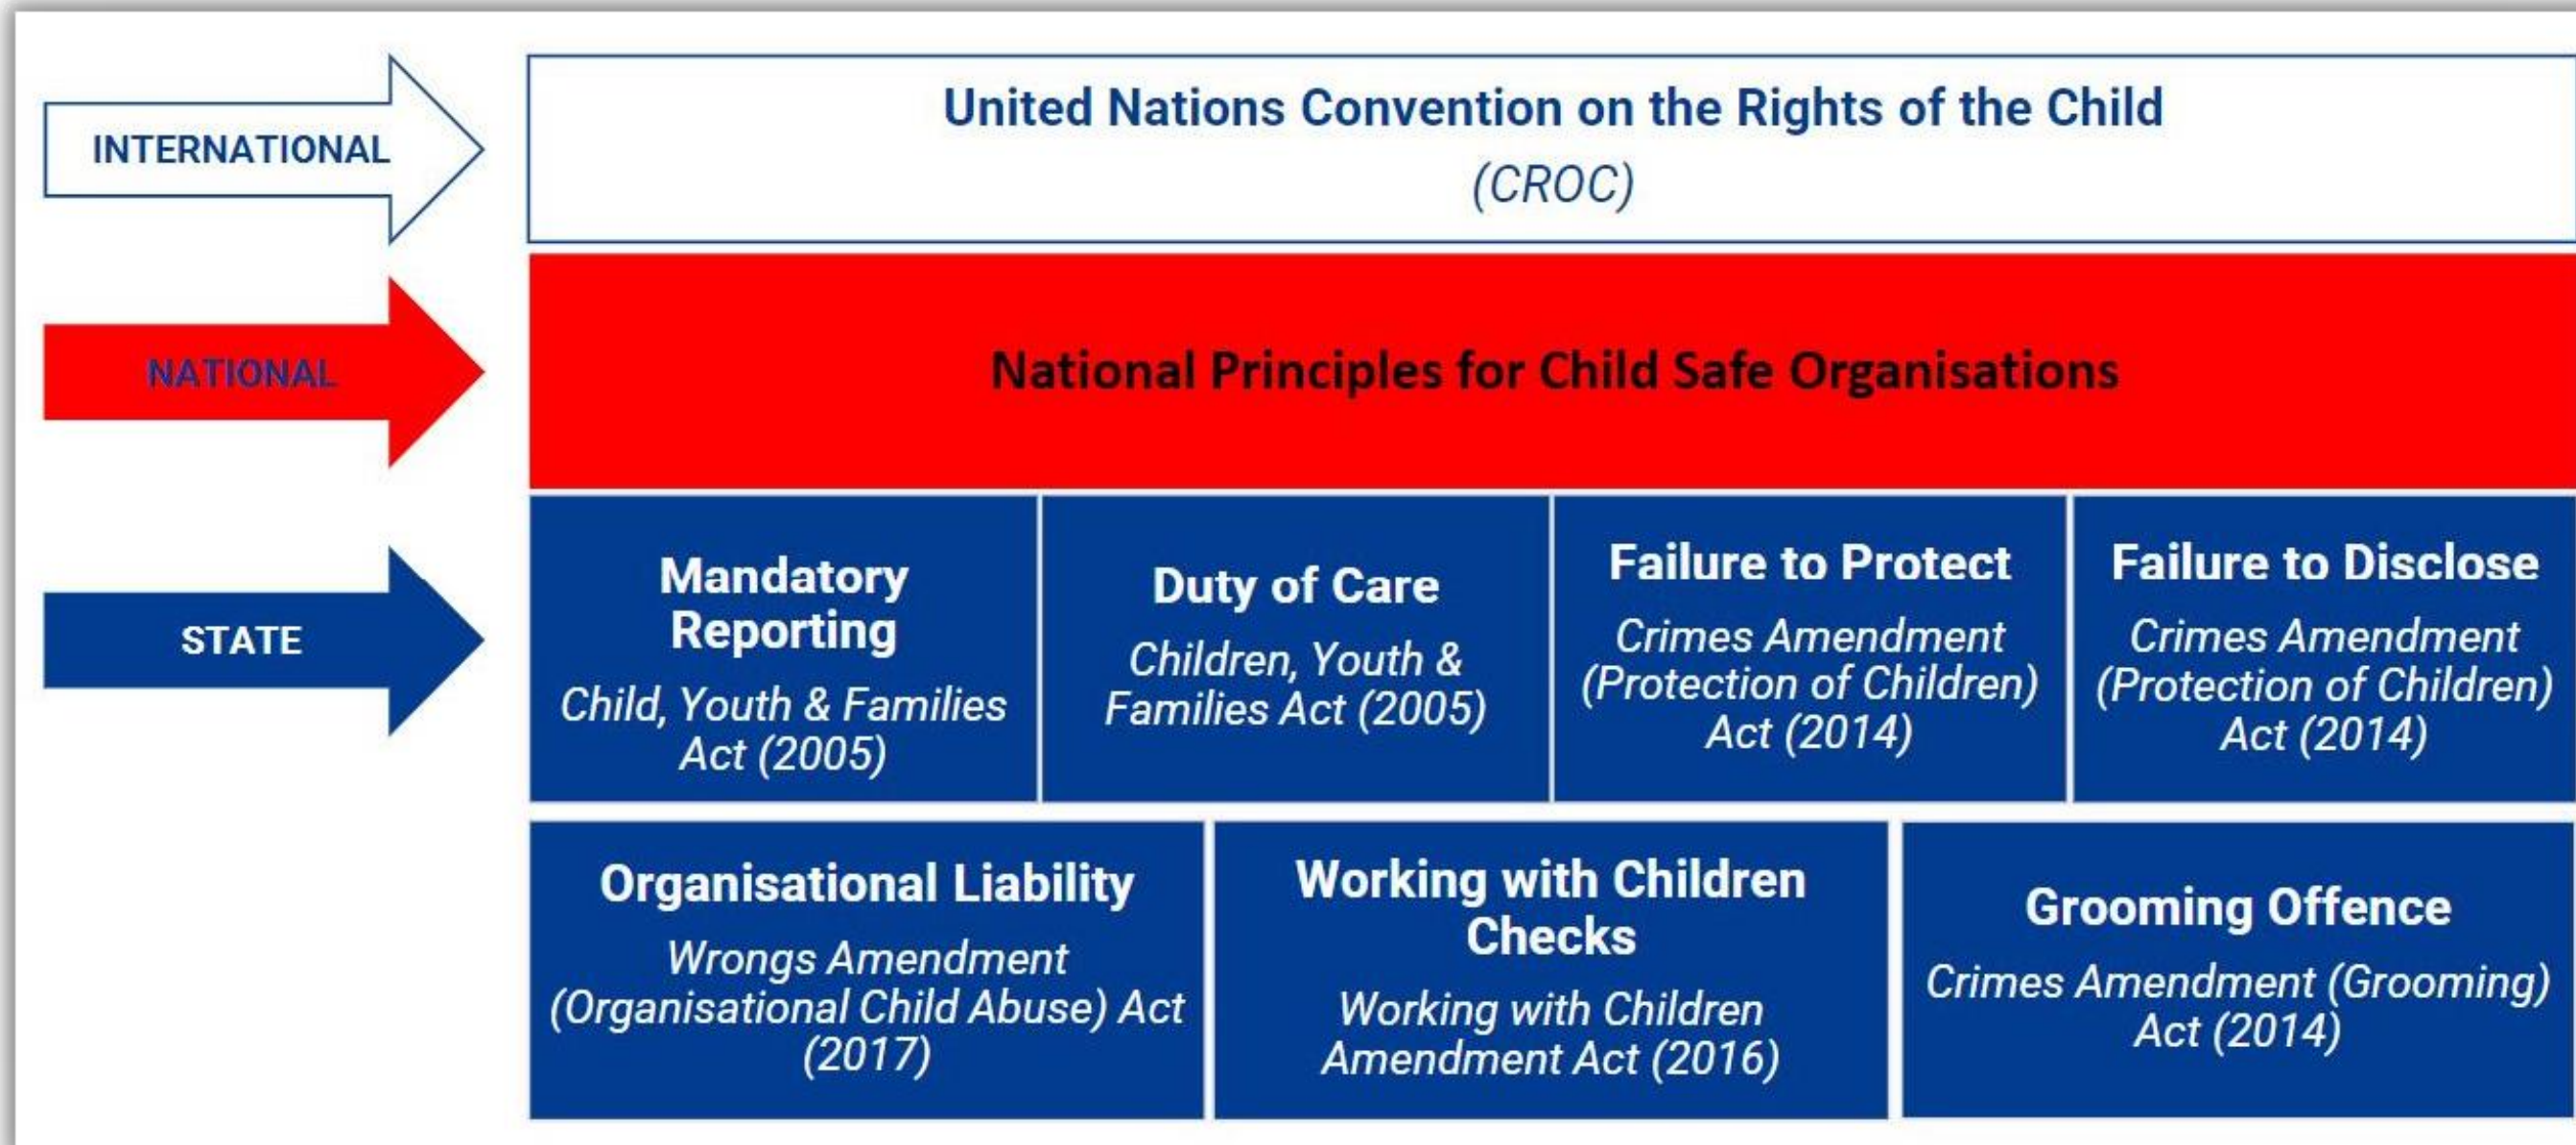 INTERNATIONAL
United Nations Convention on the Rights of the Child
(CROC)
NATIONAL
National Principles for Child Safe Organisations
STATE
Mandatory
Reporting
Child, Youth & Families
Act (2005)
Duty of Care
Children, Youth &
Families Act (2005)
Failure to Protect
Crimes Amendment
(Protection of Children)
Act (2014)
Failure to Disclose
Crimes Amendment
(Protection of Children)
Act (2014)
Organisational Liability
Wrongs Amendment
(Organisational Child Abuse) Act
(2017)
Working with Children
Checks
Working with Children
Amendment Act (2016)
Grooming Offence
Crimes Amendment (Grooming)
Act (2014)